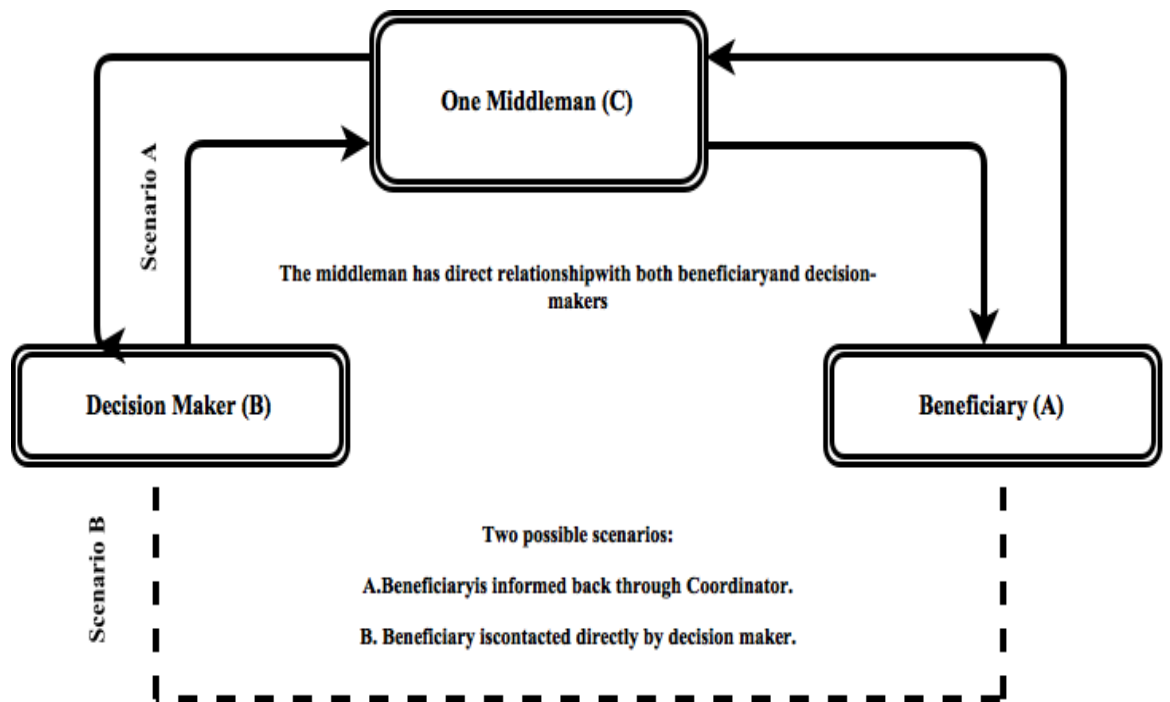 One Middleman (C)
Scenario A
The middleman has direct relationshipwith both beneficiaryand decision-
makers
Decision Maker (B)
Beneficiary (A)
Scenario B
Two possible scenarios:
A.Beneficiaryis informed back through Coordinator.
B. Beneficiary iscontacted directly by decision maker.